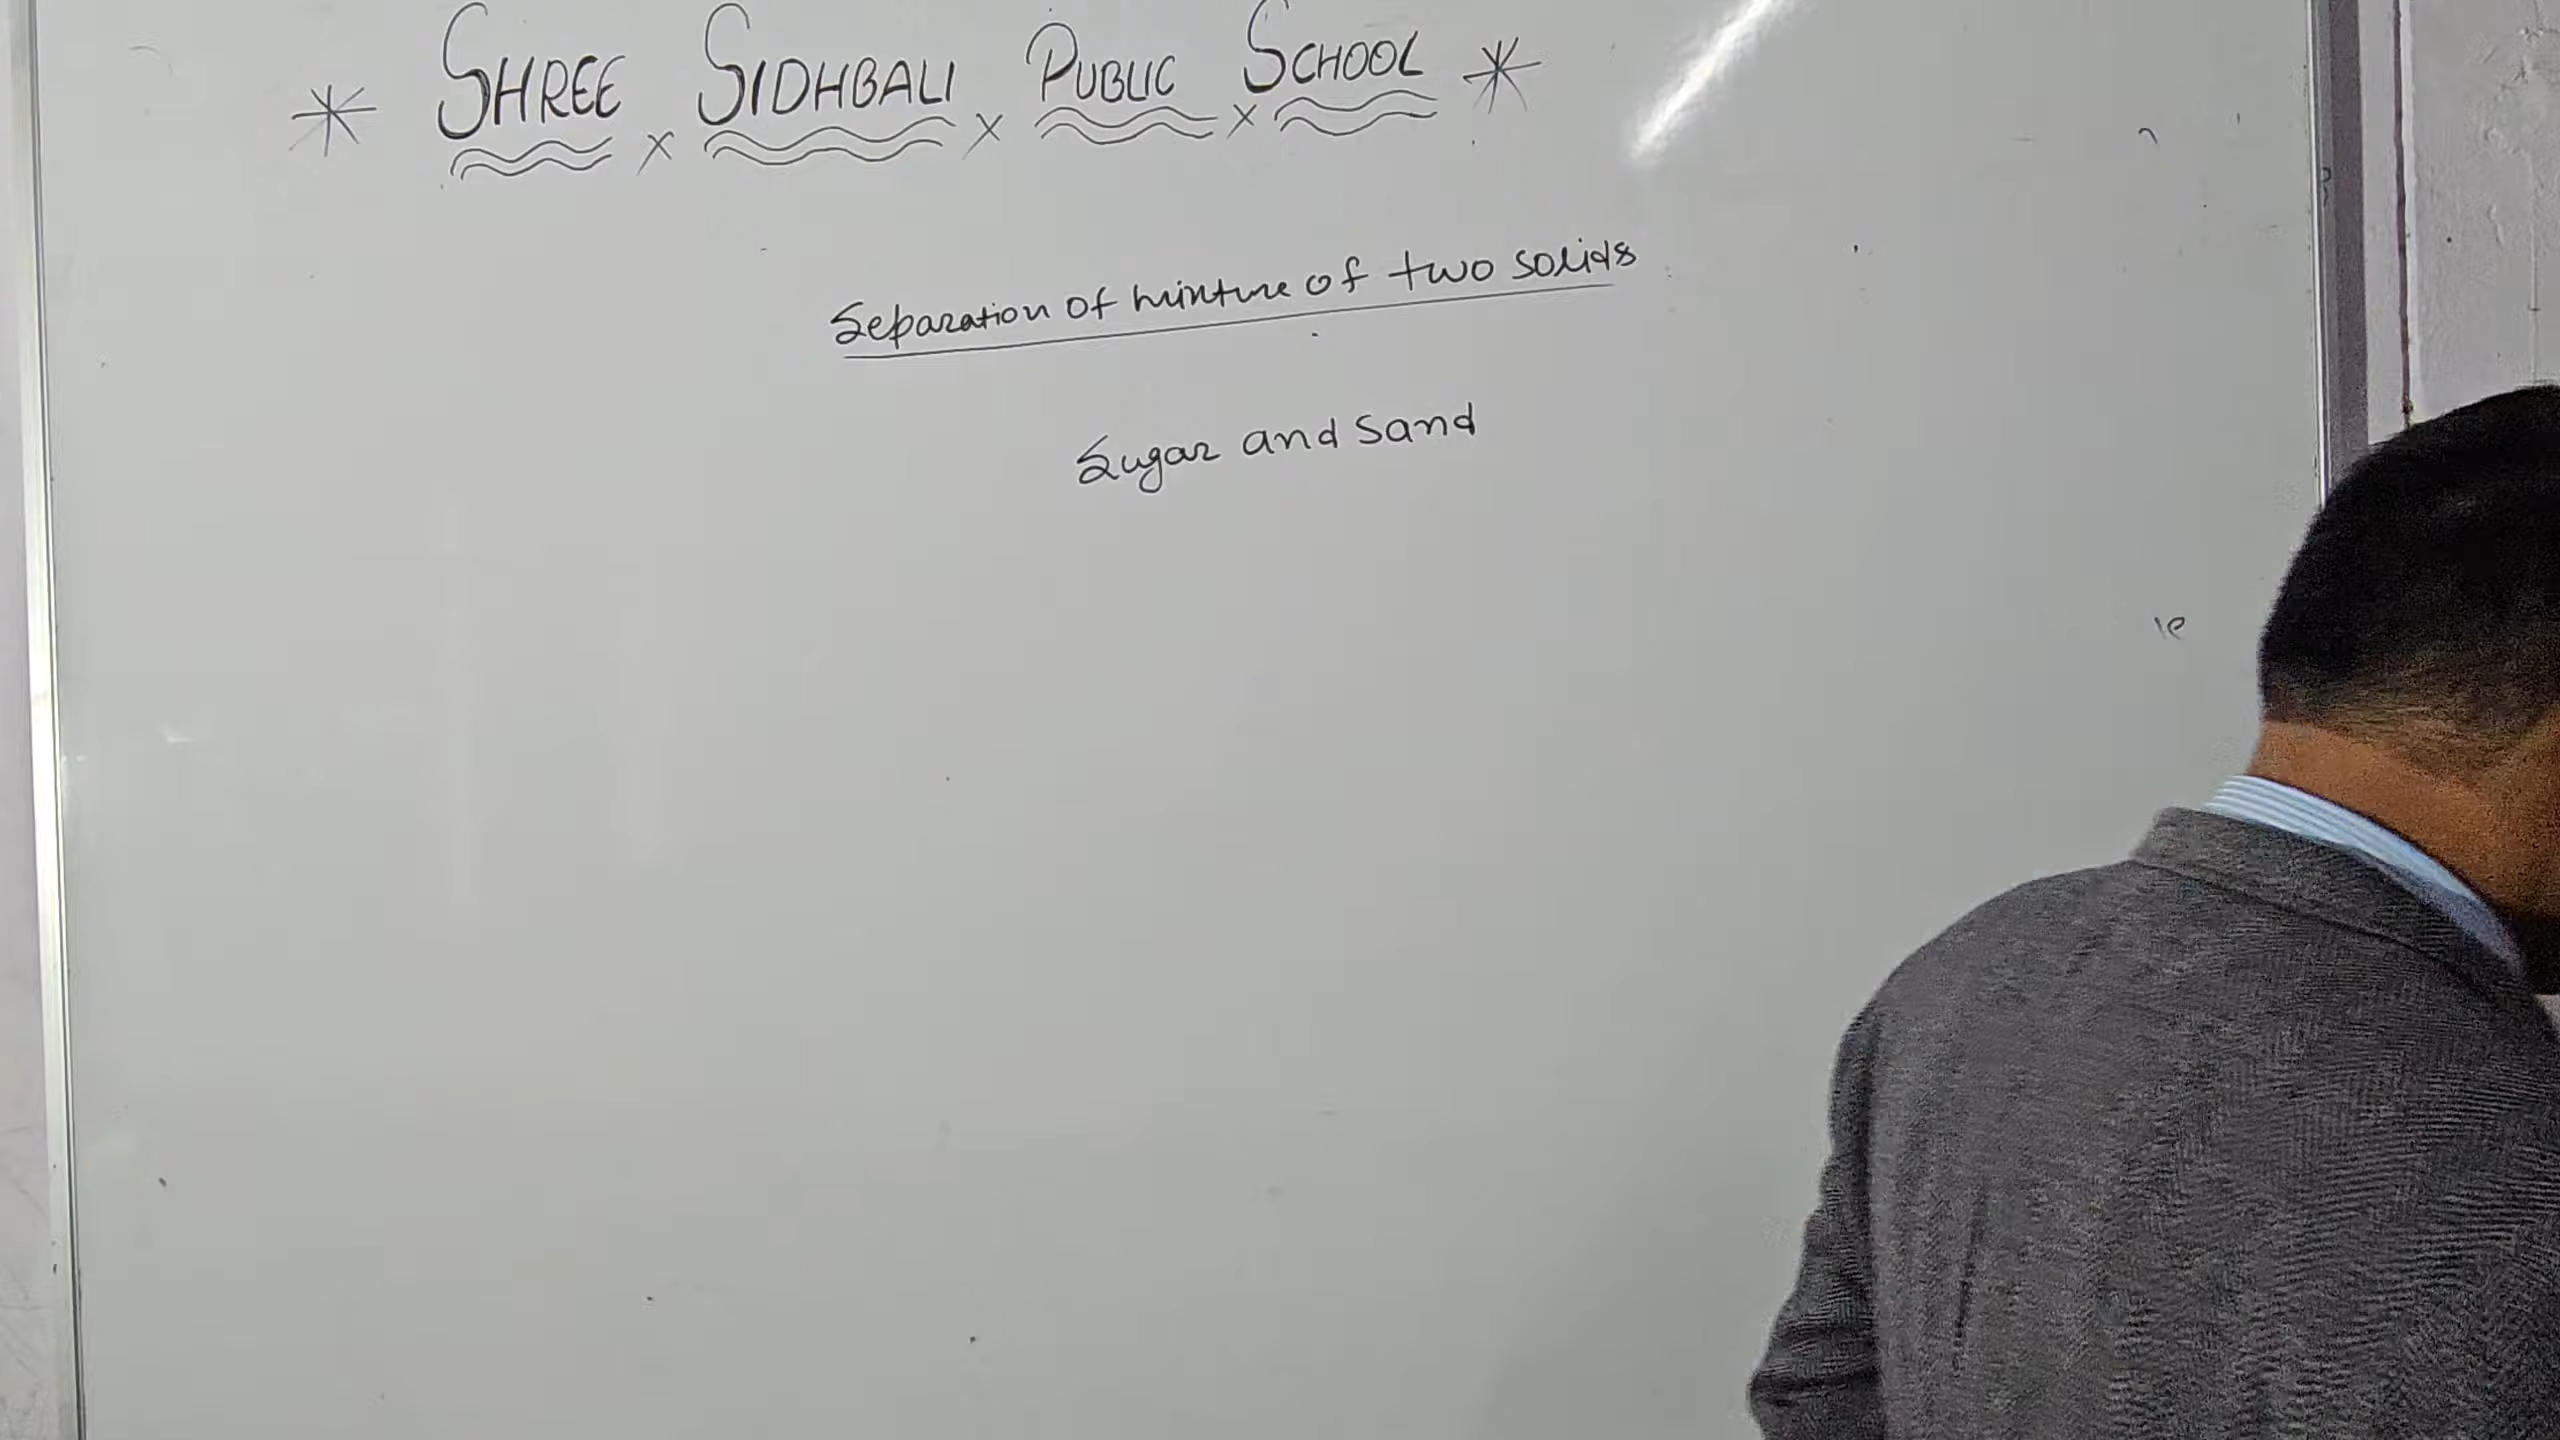 * SHREE SIDHBALI PUBLIC SCHOOL *
Separation of mixture of two solids
Sugar and Sand